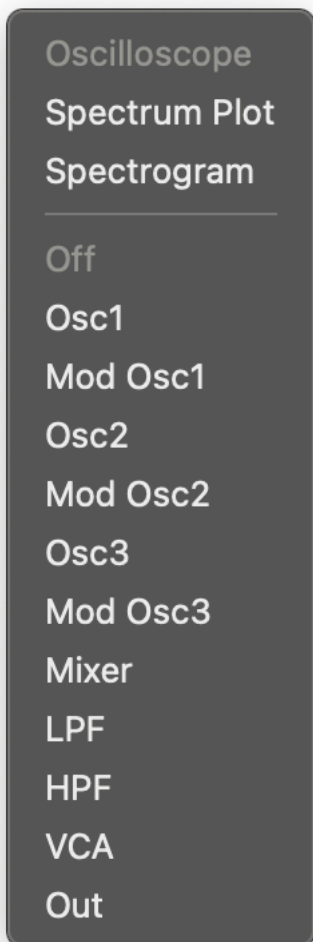 Oscilloscope
Spectrum Plot
Spectrogram
Off
Osc1
Mod Osc1
Osc2
Mod Osc2
Osc3
Mod Osc3
Mixer
LPF
HPF
VCA
Out